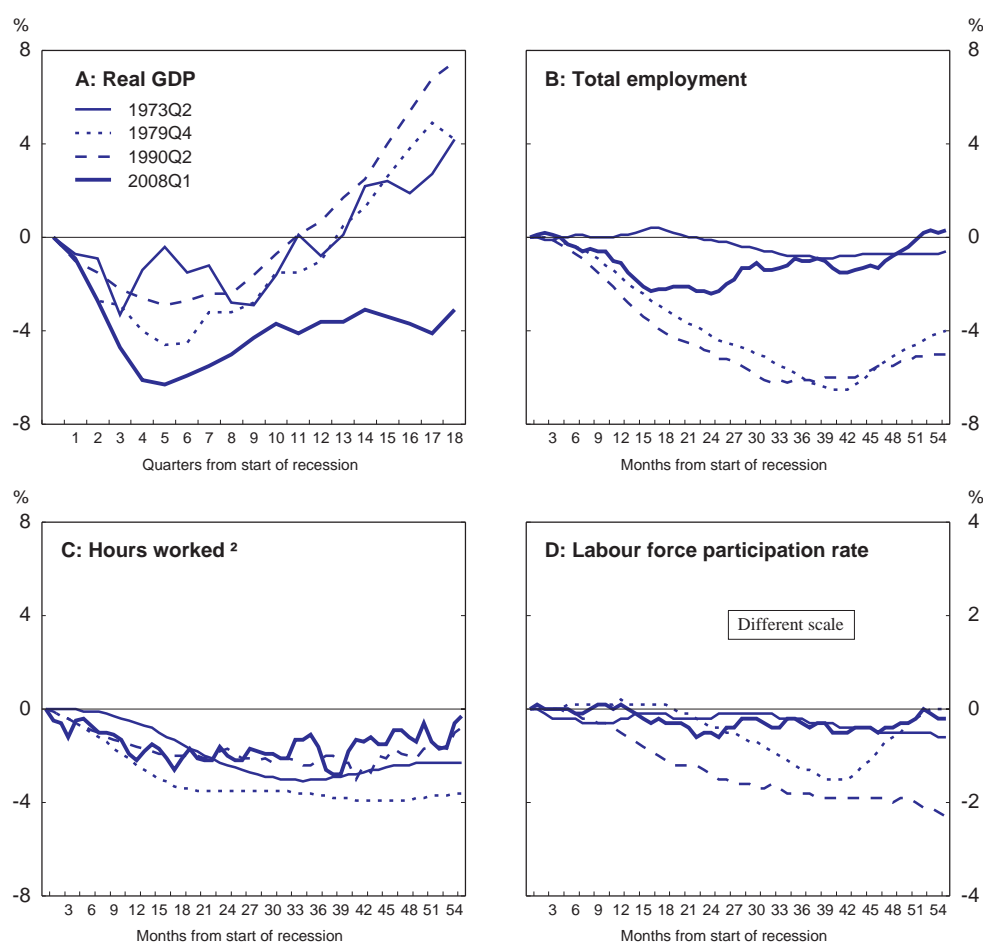 %
8
4
0
-4
-8
A: Real GDP
1973Q2
1979Q4
1990Q2
2008Q1
1 2 3 4 5 6 7 8 9 10 11 12 13 14 15 16 17 18
Quarters from start of recession
%
8
4
0
-4
-8
B: Total employment
3 6 9 12 15 18 21 24 27 30 33 36 39 42 45 48 51 54
Months from start of recession
%
8
4
0
-4
-8
C: Hours worked ²
3 6 9 12 15 18 21 24 27 30 33 36 39 42 45 48 51 54
Months from start of recession
%
4
2
0
-2
-4
D: Labour force participation rate
Different scale
3 6 9 12 15 18 21 24 27 30 33 36 39 42 45 48 51 54
Months from start of recession